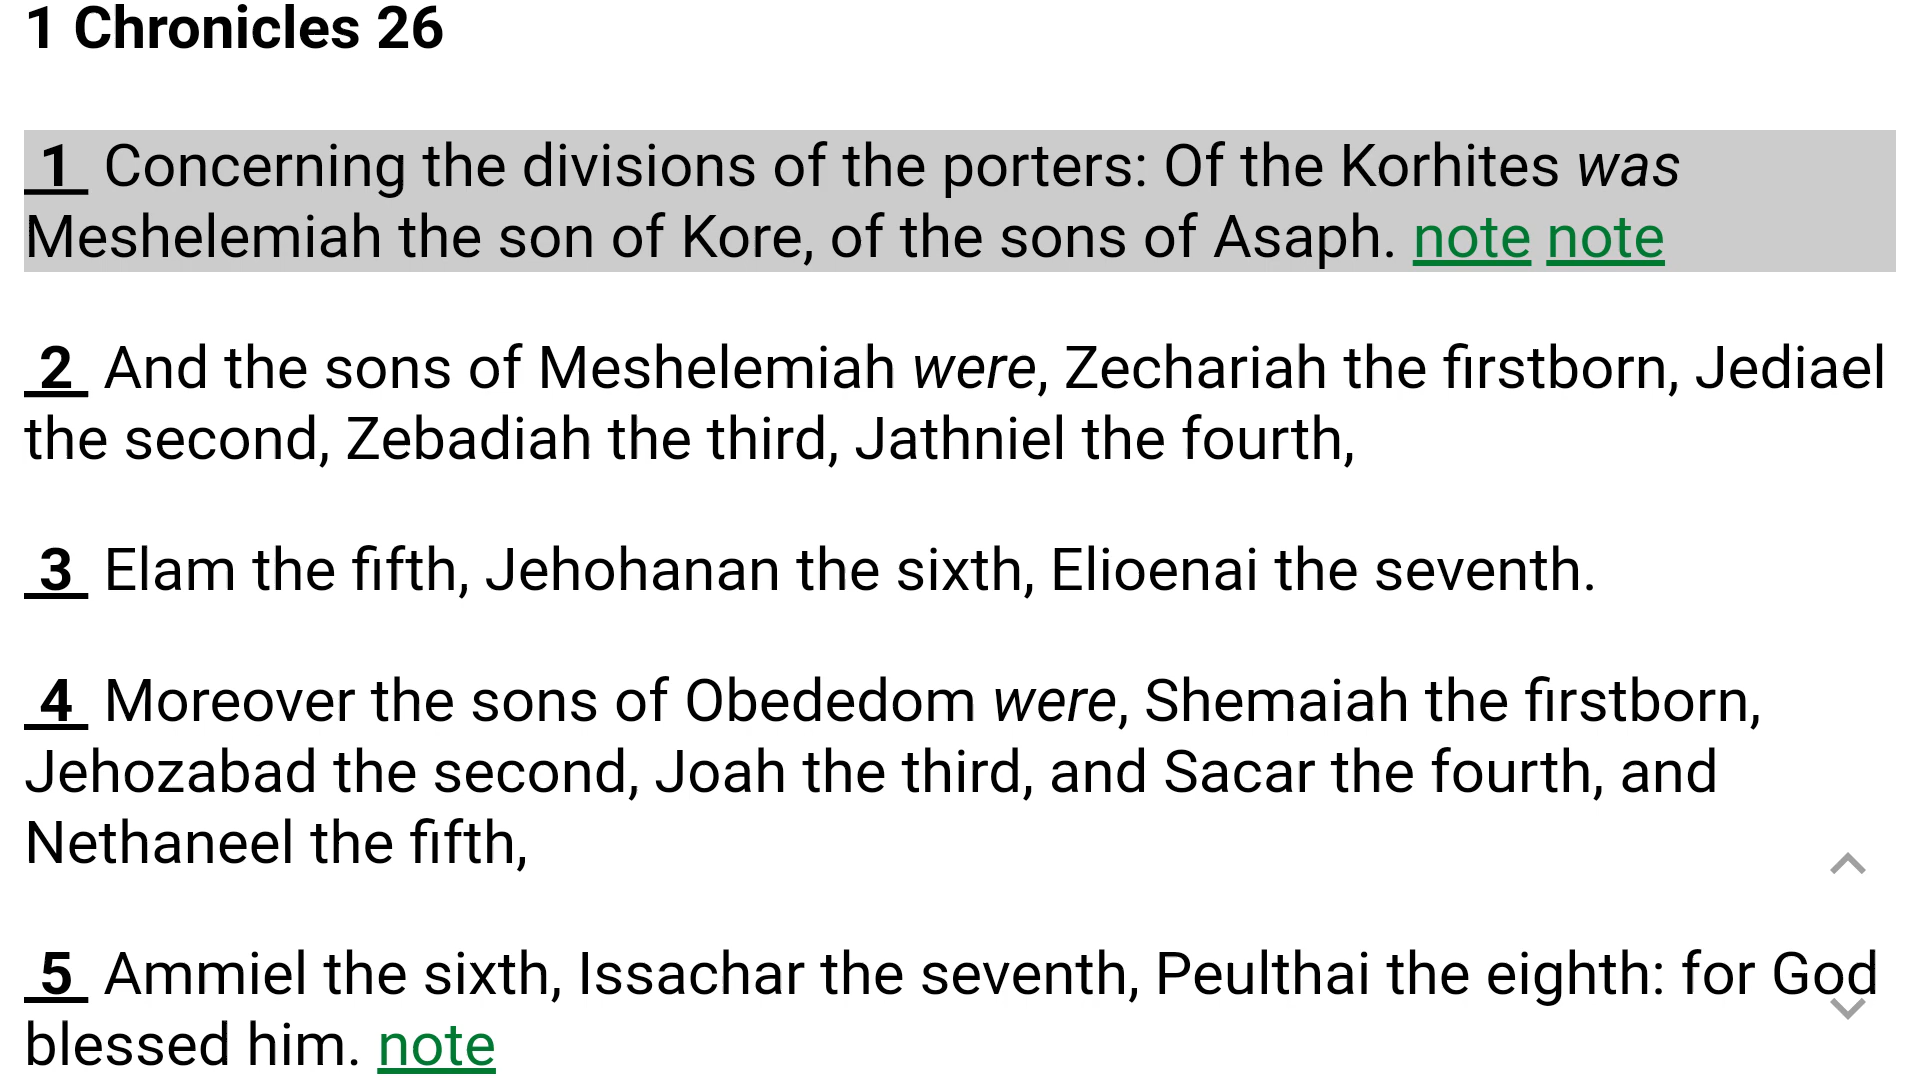 1 Chronicles 26
1 Concerning the divisions of the porters: Of the Korhites was
Meshelemiah the son of Kore, of the sons of Asaph. note note
2 And the sons of Meshelemiah were, Zechariah the firstborn, Jediael
the second, Zebadiah the third, Jathniel the fourth,
3 Elam the fifth, Jehohanan the sixth, Elioenai the seventh.
4 Moreover the sons of Obededom were, Shemaiah the firstborn,
Jehozabad the second, Joah the third, and Sacar the fourth, and
Nethaneel the fifth,
5 Ammiel the sixth, Issachar the seventh, Peulthai the eighth: for God
blessed him. note